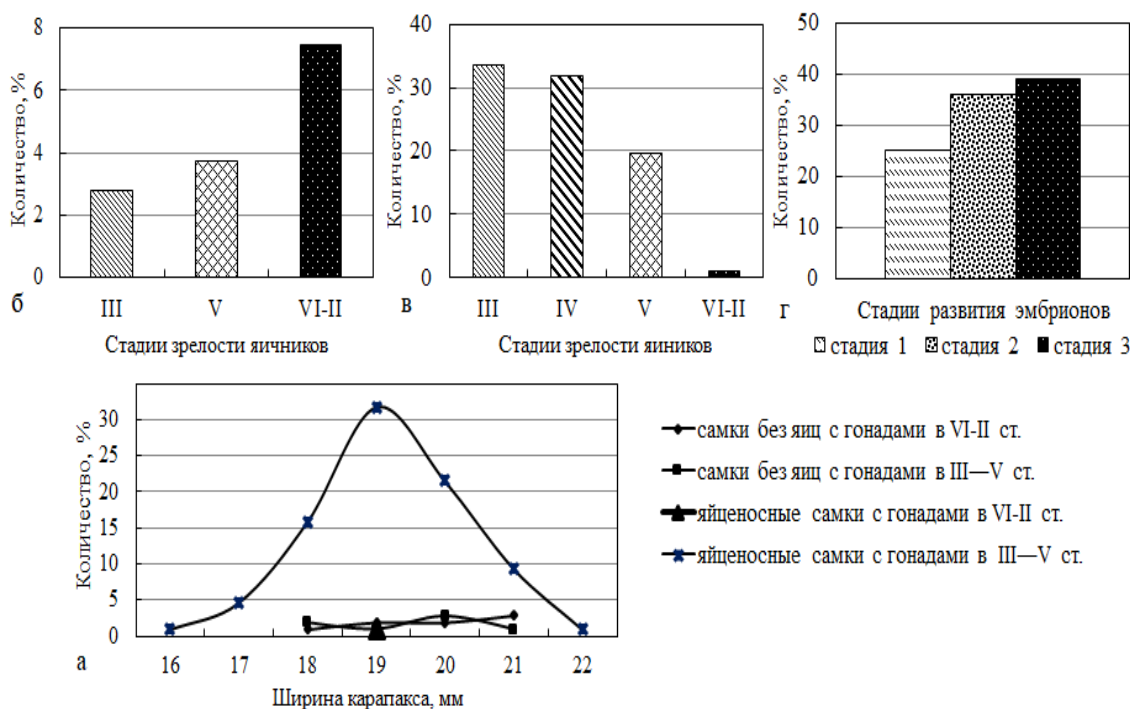 Количество, %
8
6
4
2
0
III V VI-II
б
Стадии зрелости яичников
Количество, %
40
30
20
10
0
III IV V VI-II
в
Стадии зрелости яиников
Количество, %
50
40
30
20
10
0
г
Стадии развития эмбрионов
стадия 1 стадия 2 стадия 3
Количество, %
30
25
20
15
10
5
0
16 17 18 19 20 21 22
а
Ширина карапакса, мм
самки без яиц с гонадами в VI-II ст.
самки без яиц с гонадами в III—V ст.
яйценосные самки с гонадами в VI-II ст.
яйценосные самки с гонадами в III—V ст.